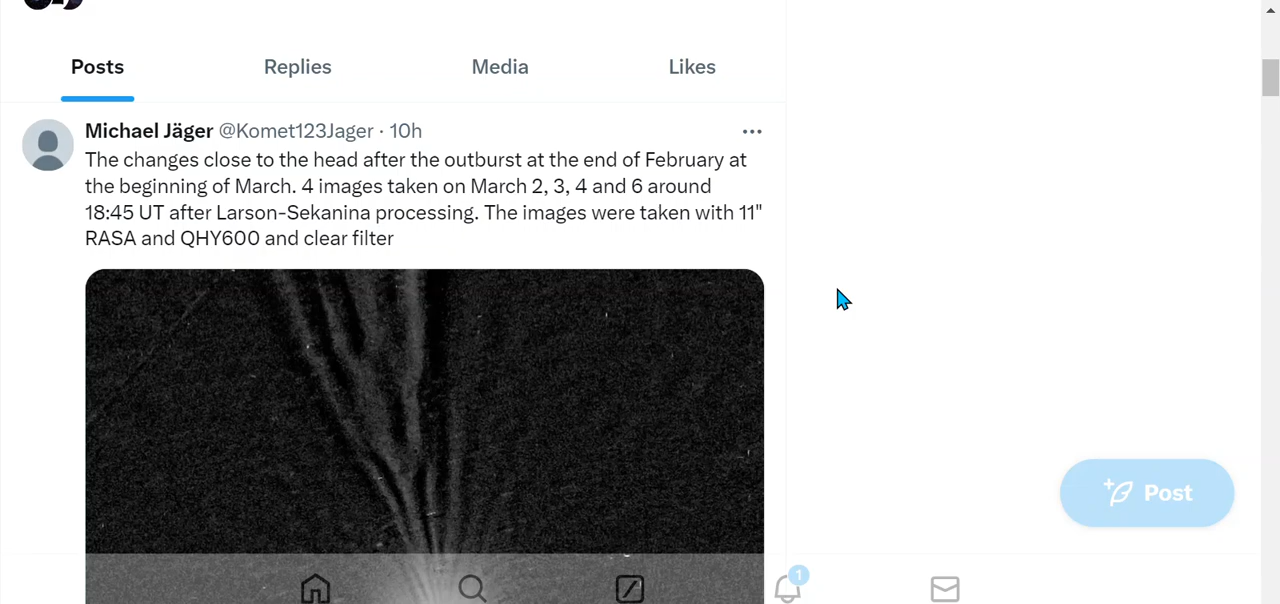 Posts Replies Media Likes
Michael Jäger @Komet123Jager · 10h
The changes close to the head after the outburst at the end of February at
the beginning of March. 4 images taken on March 2, 3, 4 and 6 around
18:45 UT after Larson-Sekanina processing. The images were taken with 11"
RASA and QHY600 and clear filter
Post
1